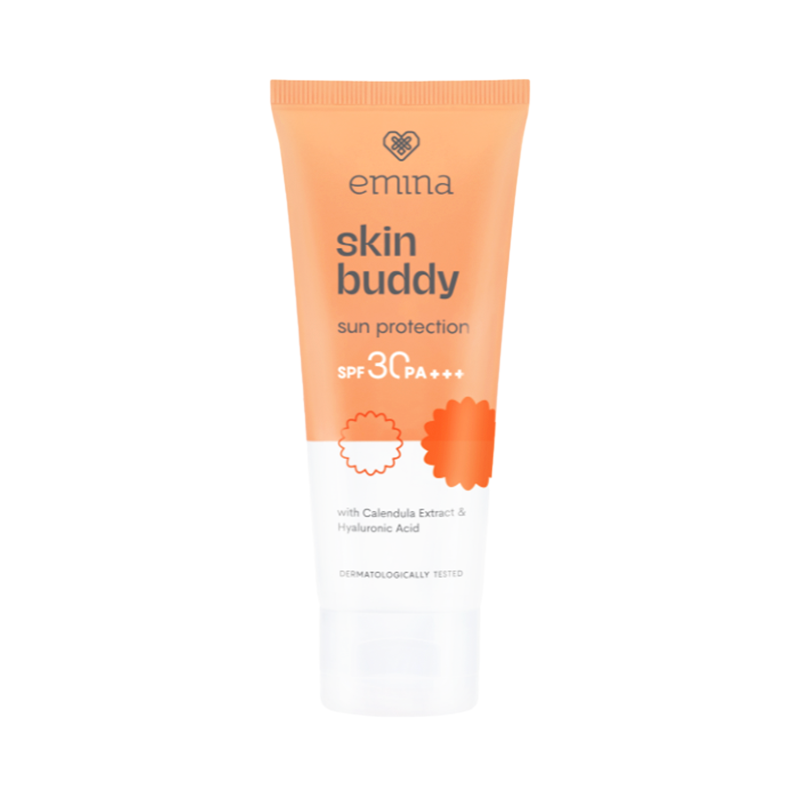 emina
skin
buddy
sun protection
SPF 30 PA+++
with Calendula Extract &
Hyaluronic Acid
DERMATOLOGICALLY TESTED